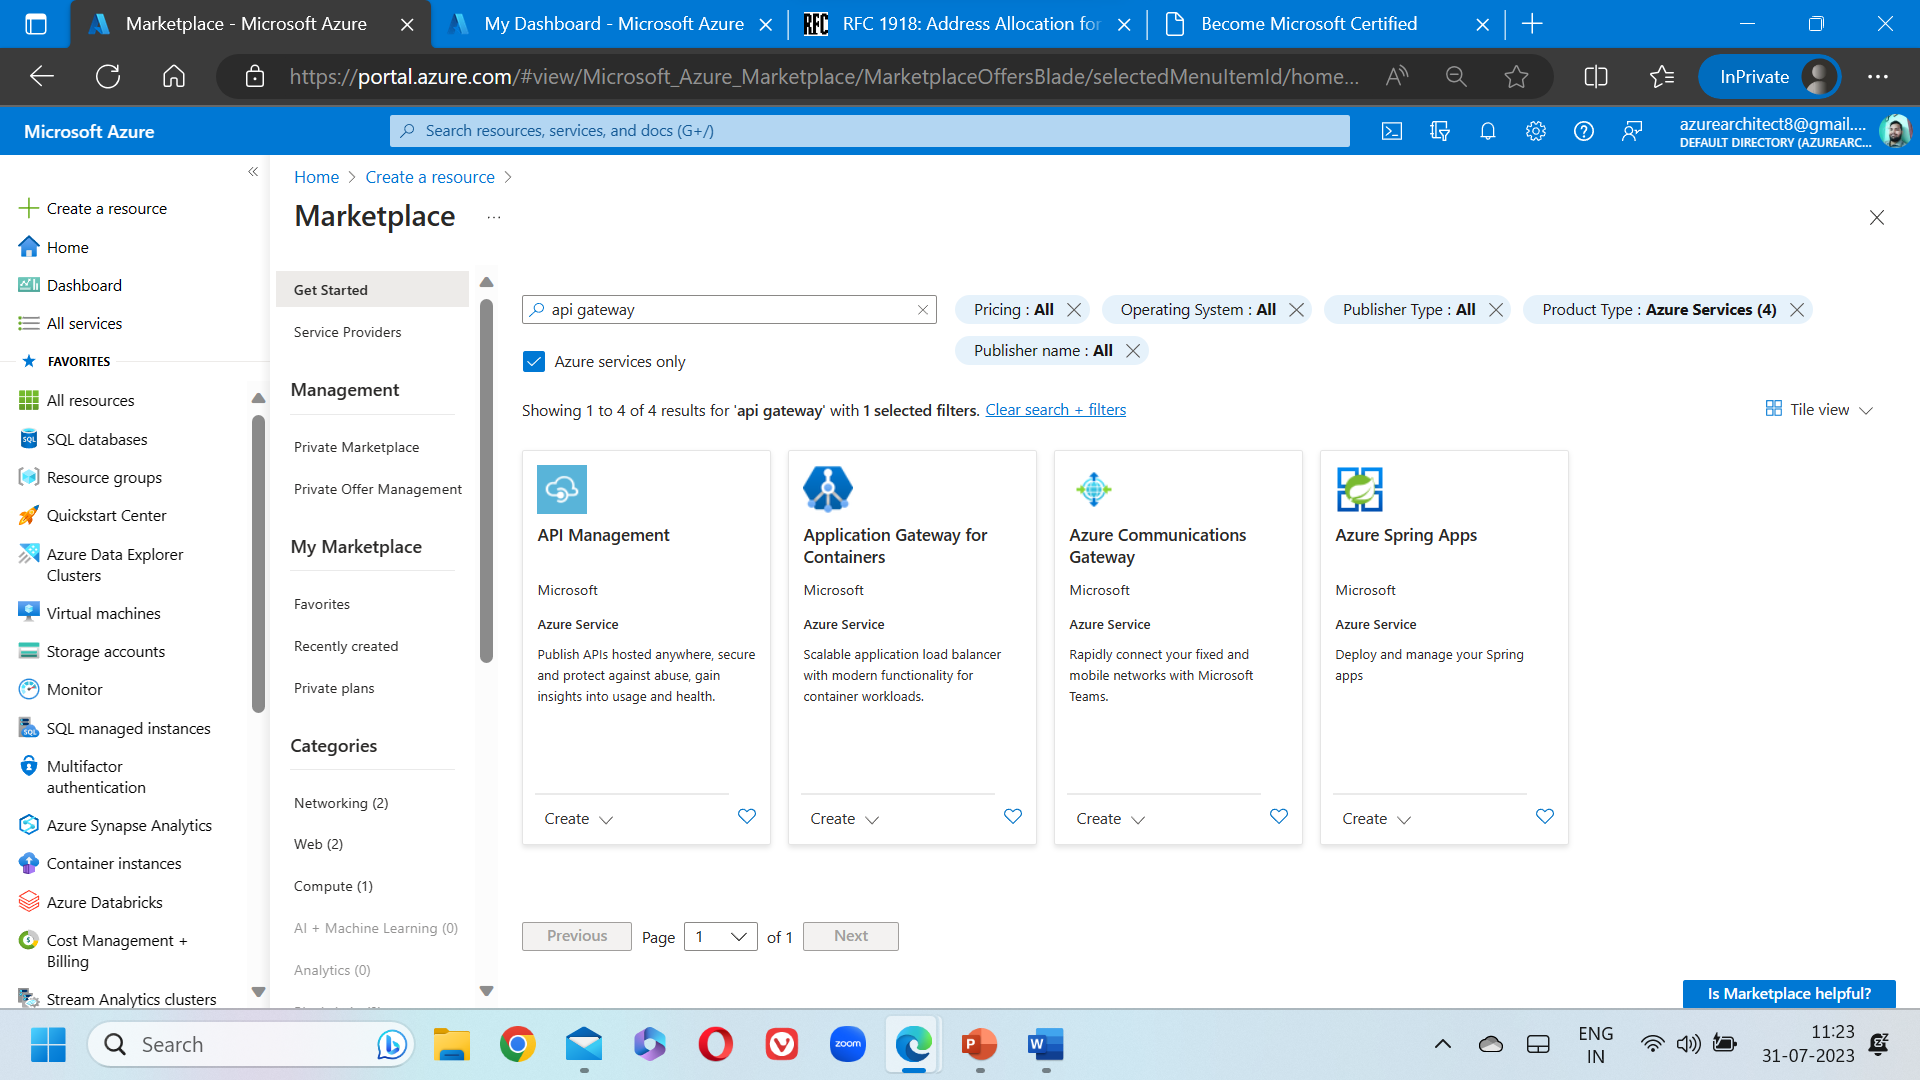 Marketplace - Microsoft Azure
My Dashboard - Microsoft Azure
RFC
RFC 1918: Address Allocation for
Become Microsoft Certified
https://portal.azure.com/#view/Microsoft_Azure_Marketplace/MarketplaceOffersBlade/selectedMenuItemId/home...
InPrivate
Microsoft Azure
Search resources, services, and docs (G+/)
azurearchitect8@gmail....
DEFAULT DIRECTORY (AZUREARC...
Create a resource
Home
Dashboard
All services
FAVORITES
All resources
SQL databases
Resource groups
Quickstart Center
Azure Data Explorer
Clusters
Virtual machines
Storage accounts
Monitor
SQL managed instances
Multifactor
authentication
Azure Synapse Analytics
Container instances
Azure Databricks
Cost Management +
Billing
Stream Analytics clusters
Home > Create a resource >
Marketplace ...
Get Started
Service Providers
Management
Private Marketplace
Private Offer Management
My Marketplace
Favorites
Recently created
Private plans
Categories
Networking (2)
Web (2)
Compute (1)
AI + Machine Learning (0)
Analytics (0)
api gateway
Pricing : All
Operating System : All
Publisher Type : All
Product Type : Azure Services (4)
Publisher name : All
Azure services only
Showing 1 to 4 of 4 results for 'api gateway' with 1 selected filters. Clear search + filters
Tile view
API Management
Microsoft
Azure Service
Publish APIs hosted anywhere, secure
and protect against abuse, gain
insights into usage and health.
Create
Application Gateway for
Containers
Microsoft
Azure Service
Scalable application load balancer
with modern functionality for
container workloads.
Create
Azure Communications
Gateway
Microsoft
Azure Service
Rapidly connect your fixed and
mobile networks with Microsoft
Teams.
Create
Azure Spring Apps
Microsoft
Azure Service
Deploy and manage your Spring
apps
Create
Previous
Page 1 of 1
Next
Is Marketplace helpful?
Search
zoom
ENG
IN
11:23
31-07-2023